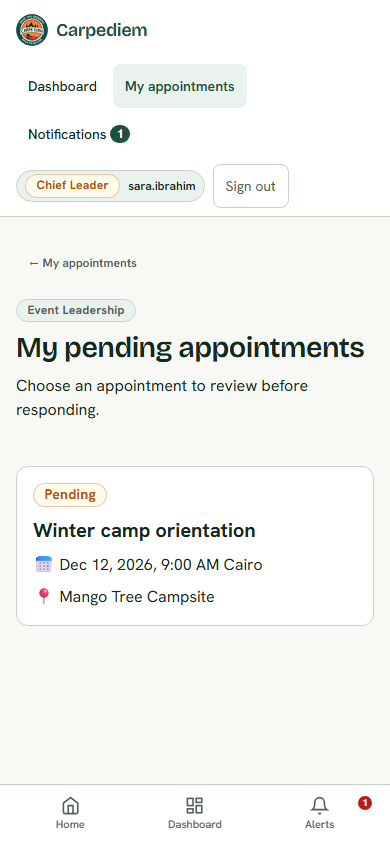 Carpediem
Dashboard
My appointments
Notifications 1
Chief Leader
sara.ibrahim
Sign out
← My appointments
Event Leadership
My pending appointments
Choose an appointment to review before
responding.
Pending
Winter camp orientation
Dec 12, 2026, 9:00 AM Cairo
Mango Tree Campsite
Home
Dashboard
Alerts
1